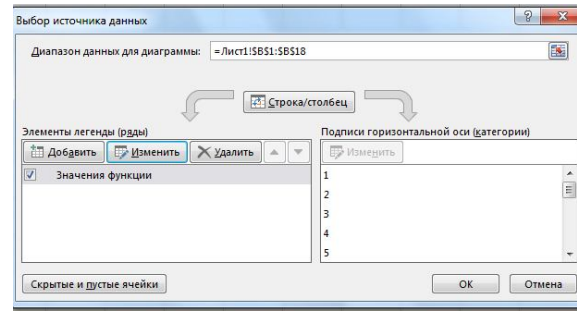 Выбор источника данных
Диапазон данных для диаграммы: =Лист1!$B$1:$B$18
Строка/столбец
Элементы легенды (ряды)
Добавить Изменить Удалить
Значения функции
Подписи горизонтальной оси (категории)
Изменить
1
2
3
4
5
Скрытые и пустые ячейки
ОК Отмена